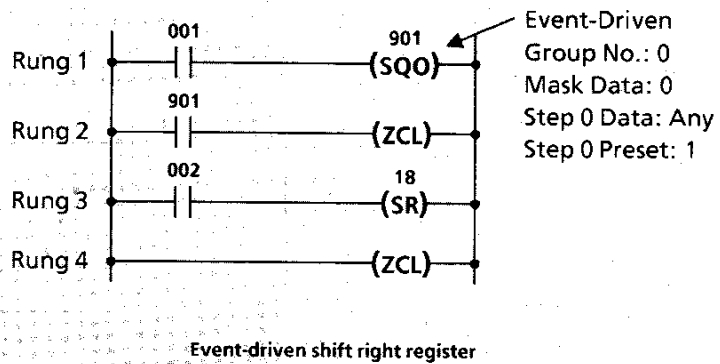 001 901 Event-Driven
Rung 1 (SQO) Group No.: 0
Mask Data: 0
901
Rung 2 (ZCL) Step 0 Data: Any
Step 0 Preset: 1
002 18
Rung 3 (SR)
Rung 4 (ZCL)
Event-driven shift right register